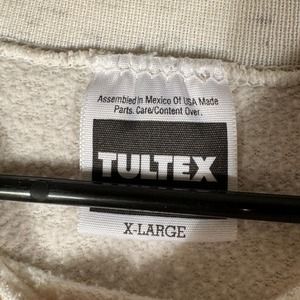 Assembled in Mexico Of USA Made
Parts. Care/Content Over.
TULTEX
X-LARGE